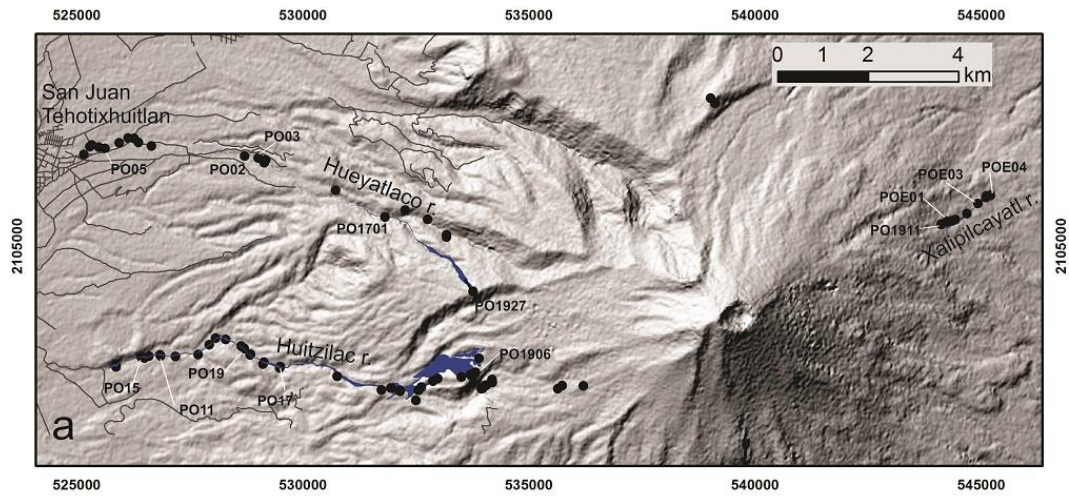 525000 530000 535000 540000 545000
0 1 2 4
km
San Juan
Tehotixhuitlan
PO03
PO05
PO02
Hueyatlaco r.
POE03
POE04
POE01
PO1701
PO1911
Xalipilcayatl r.
2105000
2105000
PO1927
Huitzilac r.
PO1906
PO19
PO15
PO17
PO11
a
525000 530000 535000 540000 545000